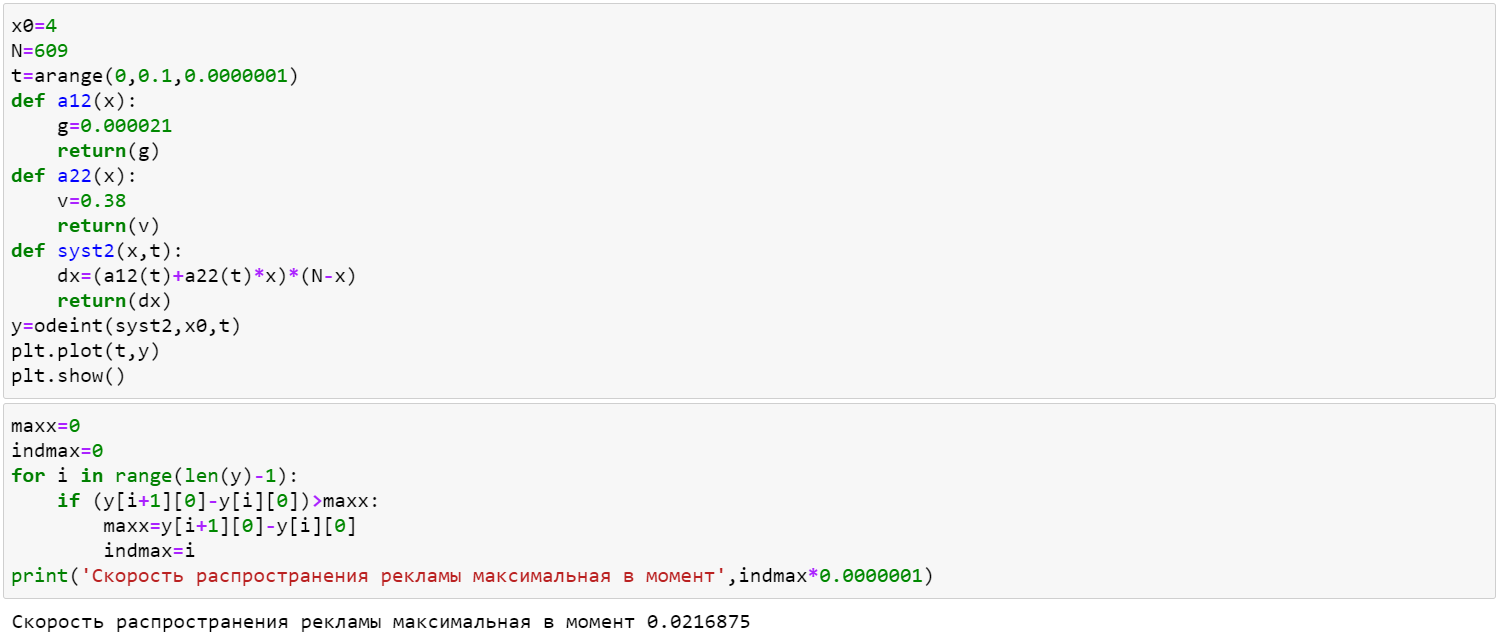 x0=4
N=609
t=arange(0,0.1,0.0000001)
def a12(x):
    g=0.000021
    return(g)
def a22(x):
    v=0.38
    return(v)
def syst2(x,t):
    dx=(a12(t)+a22(t)*x)*(N-x)
    return(dx)
y=odeint(syst2,x0,t)
plt.plot(t,y)
plt.show()
maxx=0
indmax=0
for i in range(len(y)-1):
    if (y[i+1][0]-y[i][0])>maxx:
        maxx=y[i+1][0]-y[i][0]
        indmax=i
print('Скорость распространения рекламы максимальная в момент',indmax*0.0000001)
Скорость распространения рекламы максимальная в момент 0.0216875